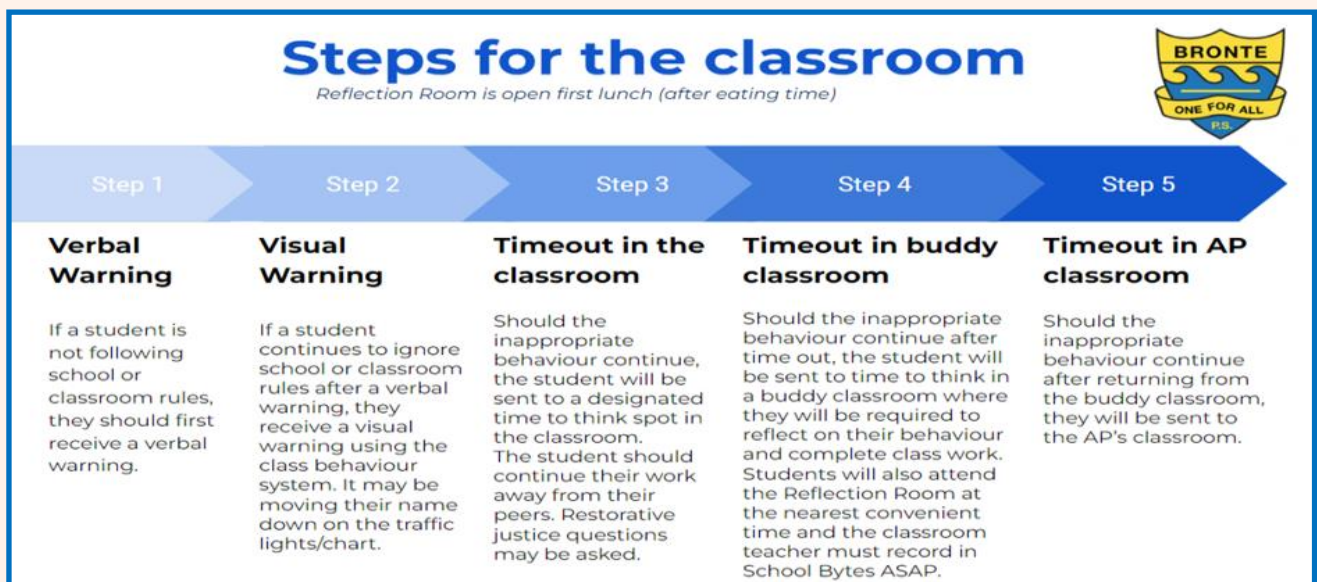 Steps for the classroom
Reflection Room is open first lunch (after eating time)
BRONTE
ONE FOR ALL
P.S.
Step 1
Step 2
Step 3
Step 4
Step 5
Verbal
Warning
If a student is
not following
school or
classroom rules,
they should first
receive a verbal
warning.
Visual
Warning
If a student
continues to ignore
school or classroom
rules after a verbal
warning, they
receive a visual
warning using the
class behaviour
system. It may be
moving their name
down on the traffic
lights/chart.
Timeout in the
classroom
Should the
inappropriate
behaviour continue,
the student will be
sent to a designated
time to think spot in
the classroom.
The student should
continue their work
away from their
peers. Restorative
justice questions
may be asked.
Timeout in buddy
classroom
Should the inappropriate
behaviour continue after
time out, the student will
be sent to time to think in
a buddy classroom where
they will be required to
reflect on their behaviour
and complete class work.
Students will also attend
the Reflection Room at
the nearest convenient
time and the classroom
teacher must record in
School Bytes ASAP.
Timeout in AP
classroom
Should the
inappropriate
behaviour continue
after returning from
the buddy classroom,
they will be sent to
the AP's classroom.